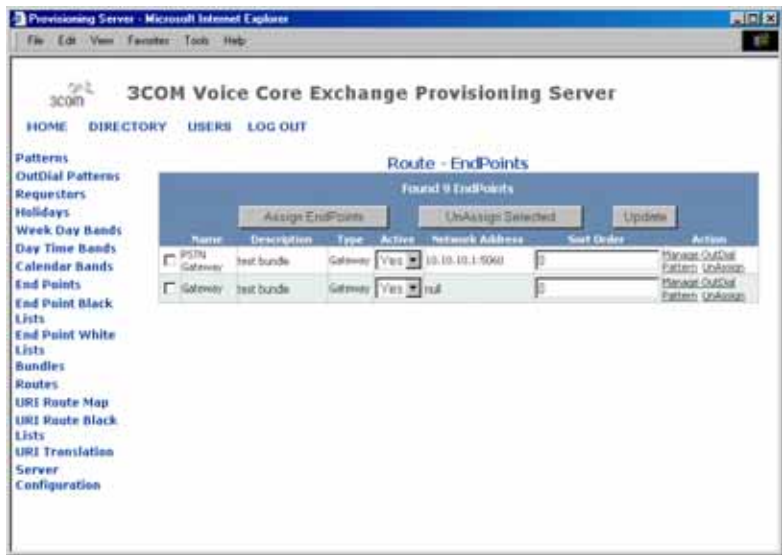 Provisioning Server - Microsoft Internet Explorer
File Edit View Favorites Tools Help
3com
3COM Voice Core Exchange Provisioning Server
HOME DIRECTORY USERS LOG OUT
Patterns
OutDial Patterns
Requestors
Holidays
Week Day Bands
Day Time Bands
Calendar Bands
End Points
End Point Black
Lists
End Point White
Lists
Bundles
Routes
URI Route Map
URI Route Black
Lists
URI Translation
Server
Configuration
Route - EndPoints
Found 9 EndPoints
Assign EndPoints UnAssign Selected Update
Name Description Type Active Network Address Sort Order Action
PSTN Gateway test bundle Gateway Yes 10.10.10.1:5060 0 Manage OutDial Pattern UnAssign
Gateway test bundle Gateway Yes null 0 Manage OutDial Pattern UnAssign